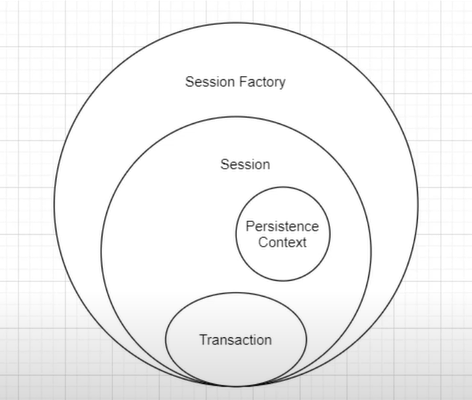 Session Factory
Session
Persistence
Context
Transaction